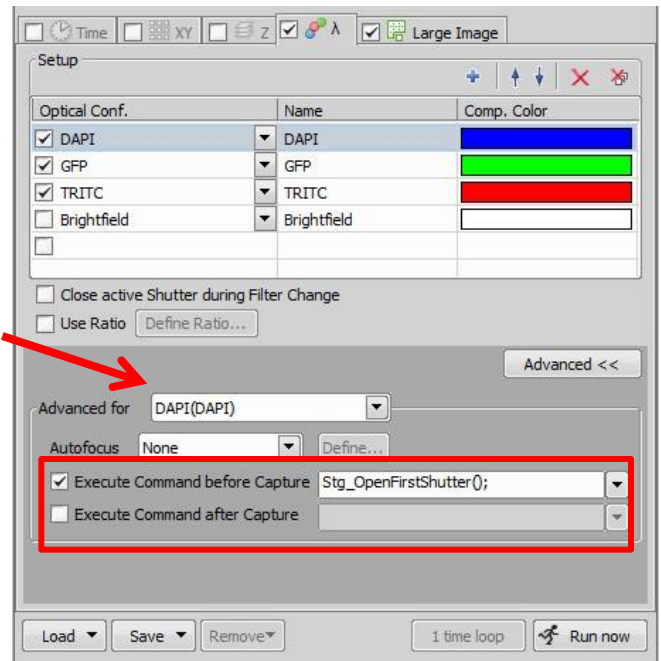 Time XY Z λ Large Image
Setup
Optical Conf. Name Comp. Color
DAPI DAPI
GFP GFP
TRITC TRITC
Brightfield Brightfield
Close active Shutter during Filter Change
Use Ratio Define Ratio...
Advanced <<
Advanced for DAPI(DAPI)
Autofocus None Define...
Execute Command before Capture Stg_OpenFirstShutter();
Execute Command after Capture
Load Save Remove 1 time loop Run now